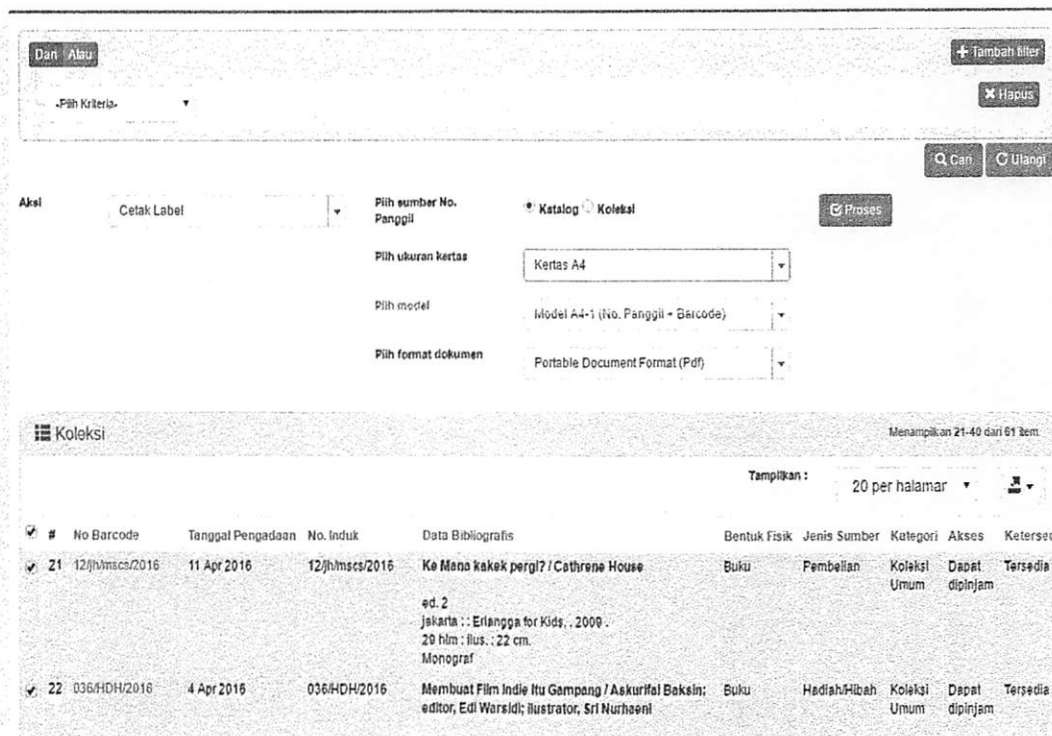 Dan Atau
+ Tambah filter
-Pilih Kriteria-
Hapus
Cari
Ulangi
Aksi
Cetak Label
Pilih sumber No. Panggil
Katalog
Koleksi
Proses
Pilih ukuran kertas
Kertas A4
Pilih model
Model A4-1 (No. Panggil + Barcode)
Pilih format dokumen
Portable Document Format (Pdf)
Koleksi
Menampilkan 21-40 dari 61 item.
Tampilkan :
20 per halamar
# No Barcode Tanggal Pengadaan No. Induk Data Bibliografis Bentuk Fisik Jenis Sumber Kategori Akses Ketersed
21 12/jh/mscs/2016 11 Apr 2016 12/jh/mscs/2016 Ke Mana kakek pergi? / Cathrene House Buku Pembelian Koleksi Dapat Tersedia
Umum dipinjam
ed. 2
jakarta : : Erlangga for Kids, , 2009 .
29 hlm : ilus. ; 22 cm.
Monograf
22 036/HDH/2016 4 Apr 2016 036/HDH/2016 Membuat Film Indie Itu Gampang / Askurifai Baksin; Buku Hadiah/Hibah Koleksi Dapat Tersedia
editor, Edi Warsidi; ilustrator, Sri Nurhaeni Umum dipinjam